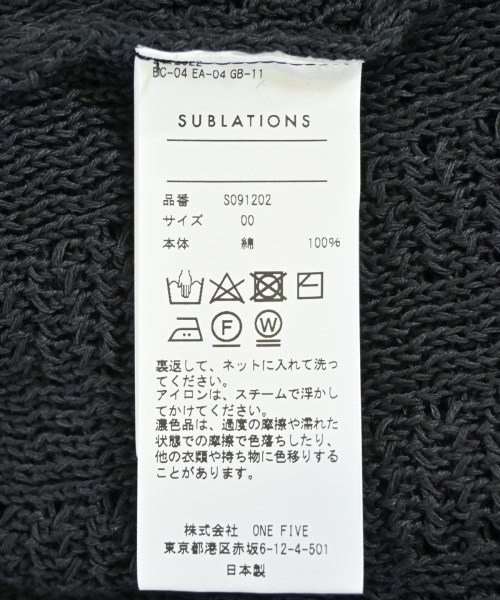 BC-04 EA-04 GB-11
SUBLATIONS
品番 S091202
サイズ 00
本体 綿 100%
F W
裏返して、ネットに入れて洗っ
てください。
アイロンは、スチームで浮かし
てかけてください。
濃色品は、過度の摩擦や濡れた
状態での摩擦で色落ちしたり、
他の衣類や持ち物に色移りする
ことがあります。
株式会社 ONE FIVE
東京都港区赤坂6-12-4-501
日本製